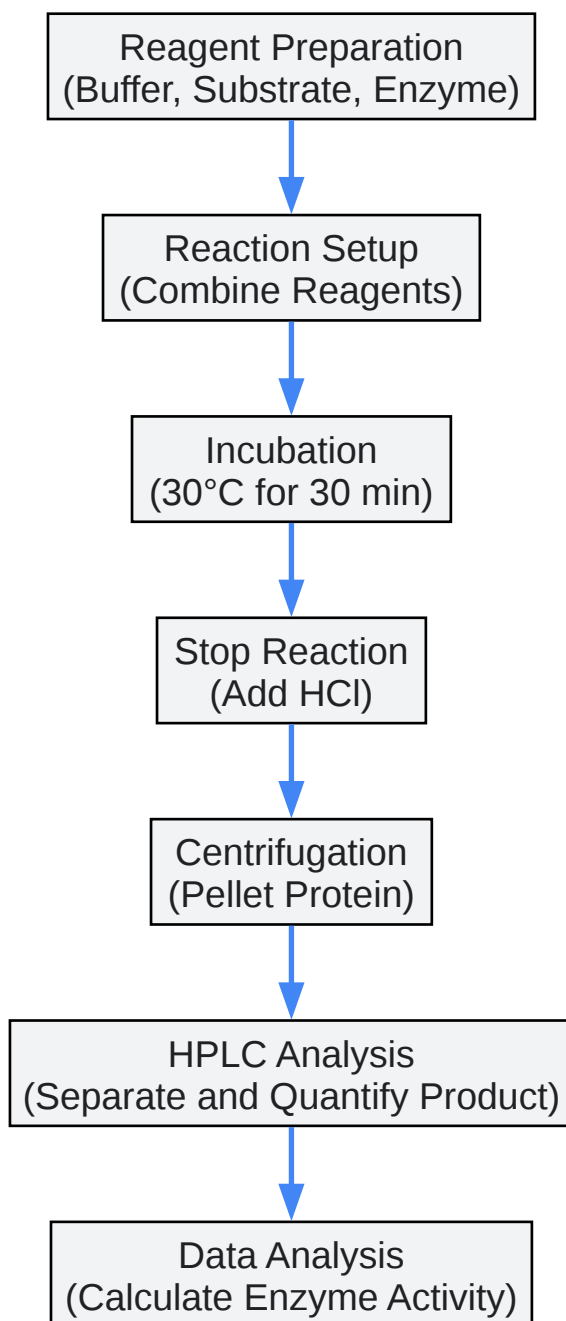 Reagent Preparation
(Buffer, Substrate, Enzyme)
Reaction Setup
(Combine Reagents)
Incubation
(30°C for 30 min)
Stop Reaction
(Add HCl)
Centrifugation
(Pellet Protein)
HPLC Analysis
(Separate and Quantify Product)
Data Analysis
(Calculate Enzyme Activity)